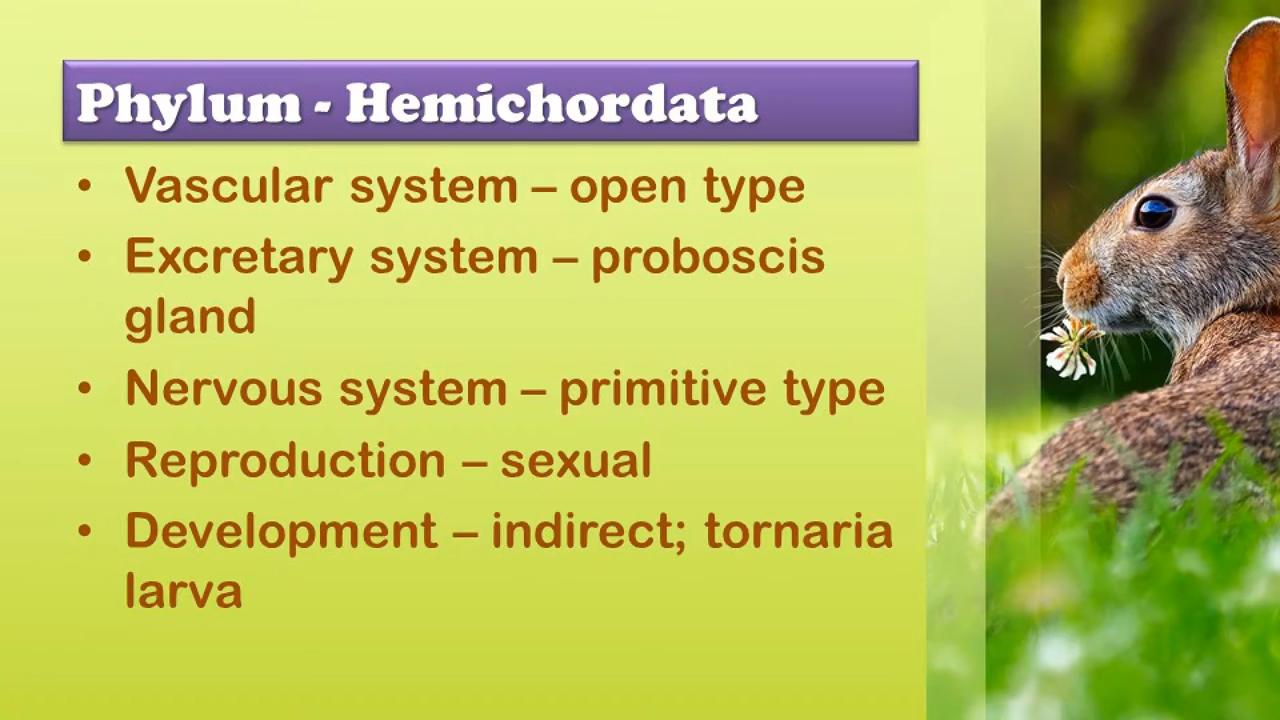 Phylum - Hemichordata
• Vascular system – open type
• Excretary system – proboscis
gland
• Nervous system – primitive type
• Reproduction – sexual
• Development – indirect; tornaria
larva